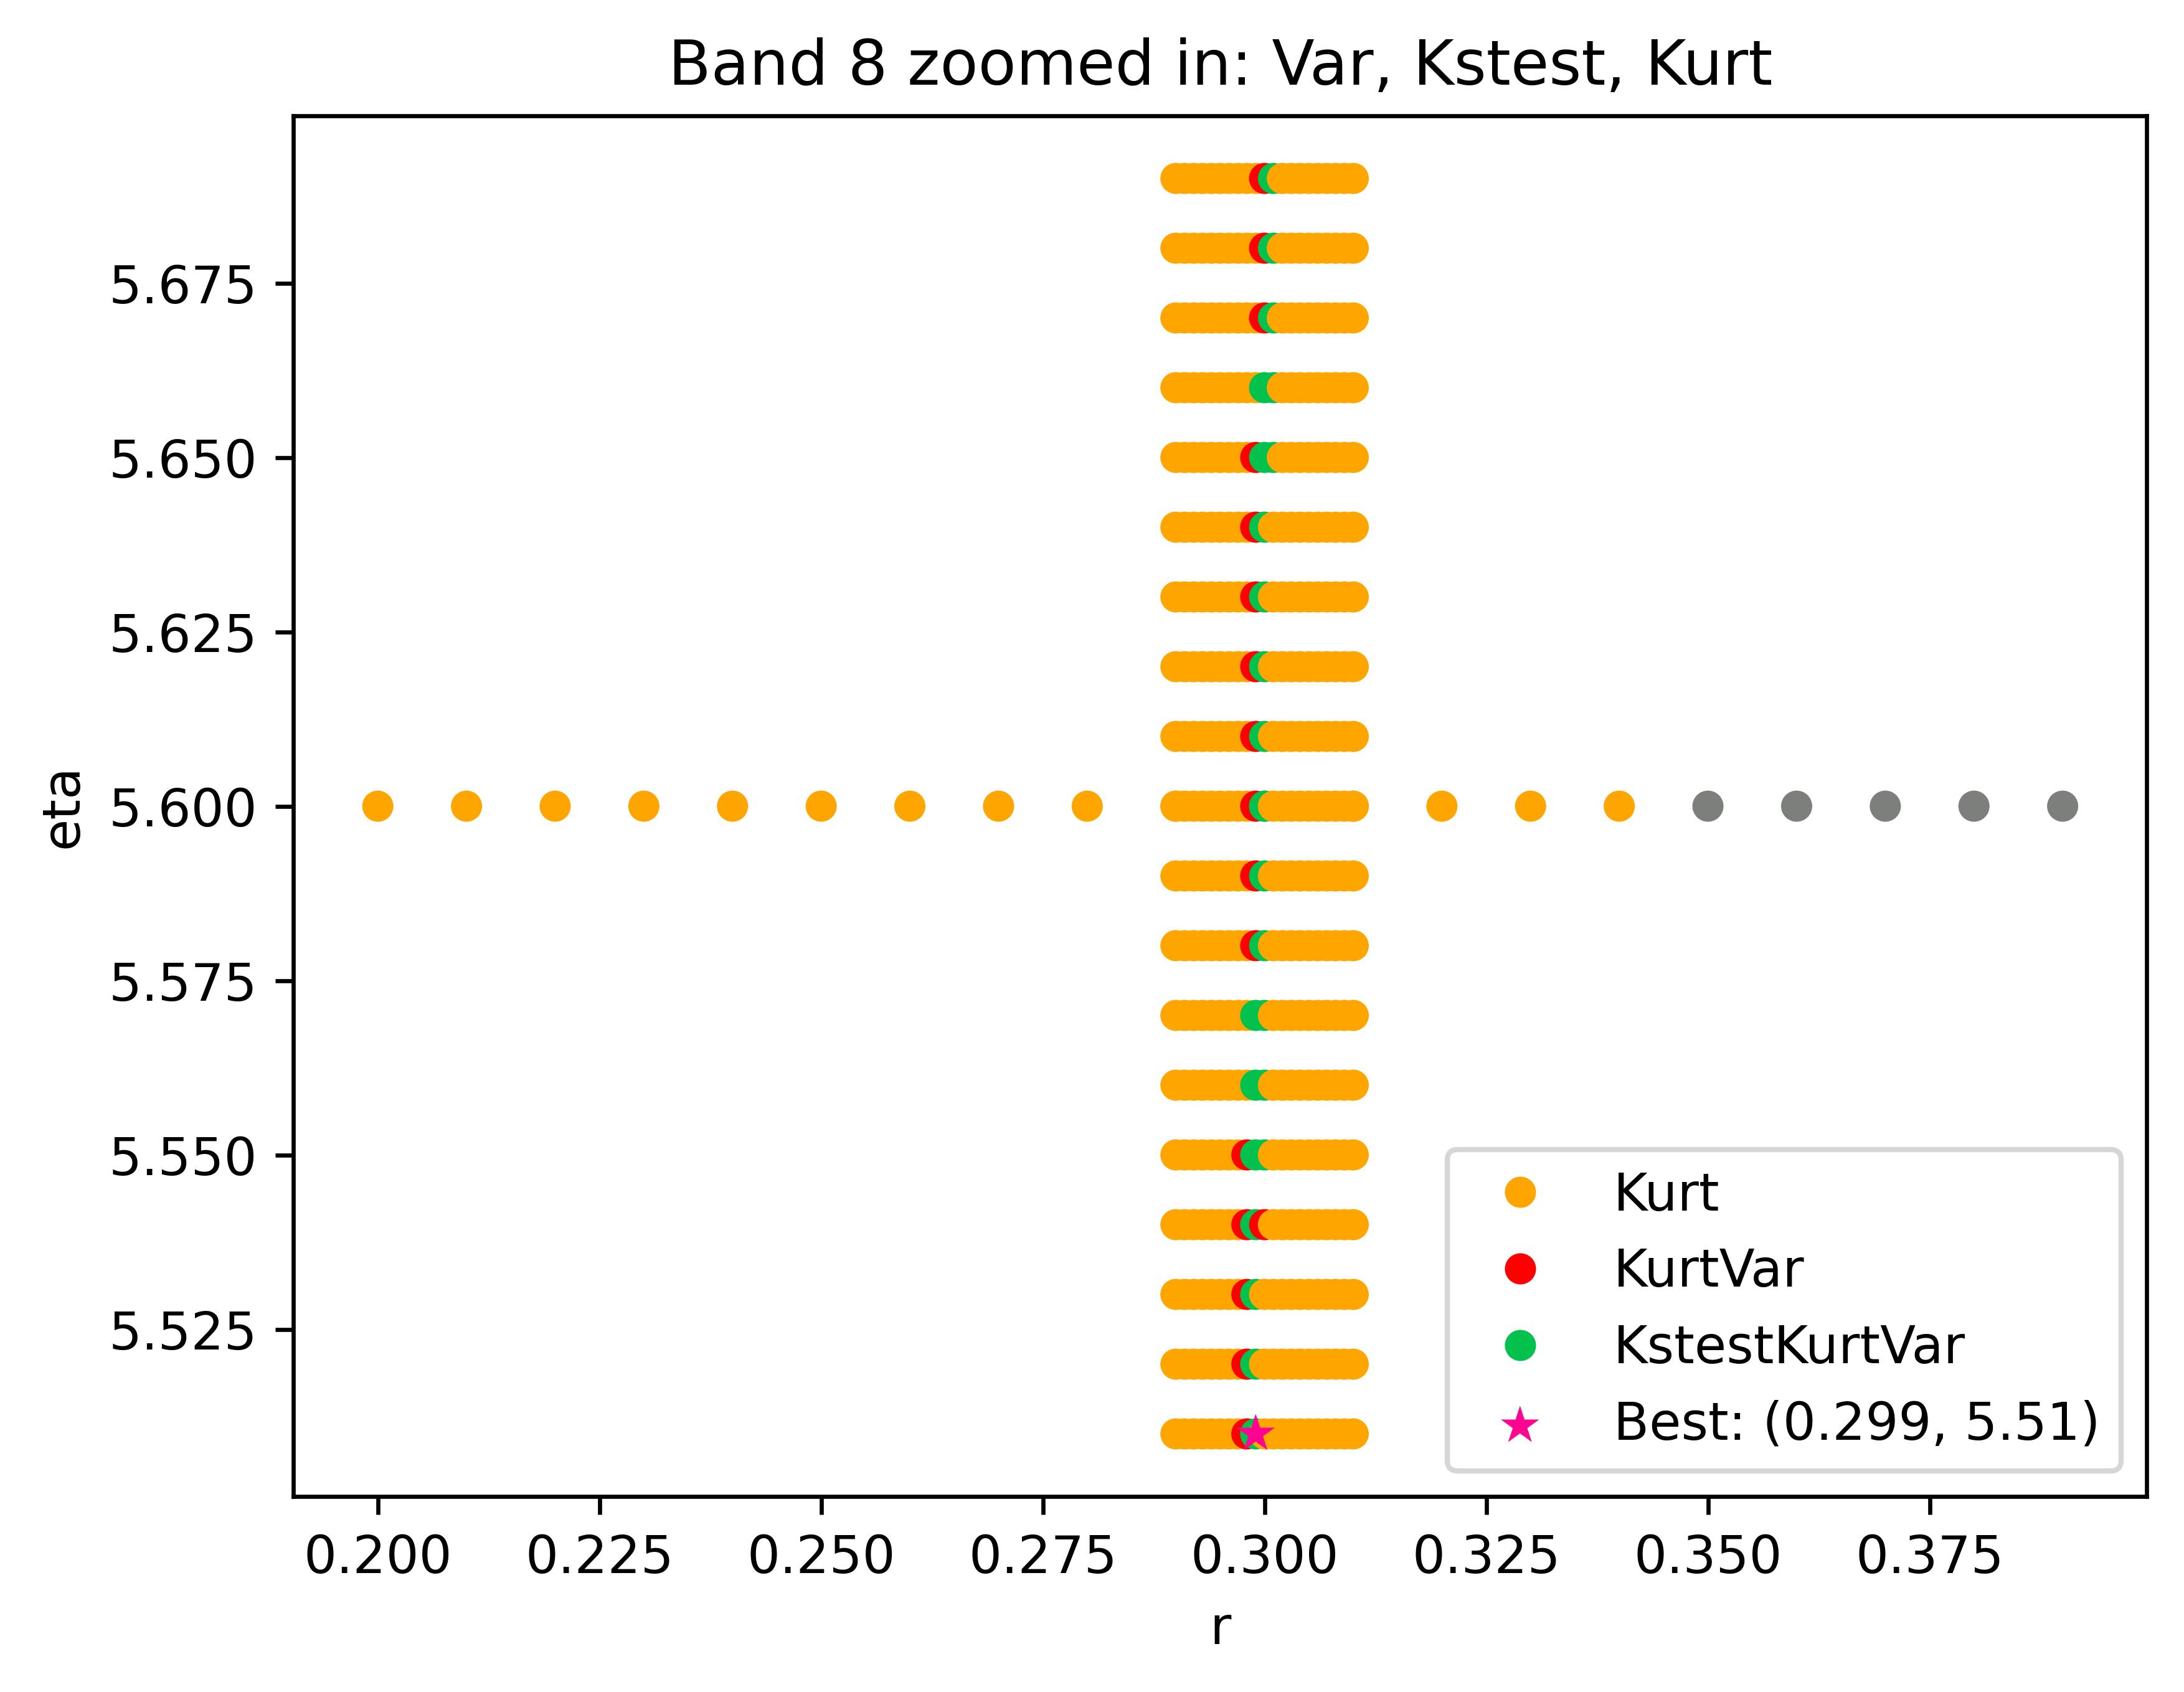 Band 8 zoomed in: Var, Kstest, Kurt
eta
5.675
5.650
5.625
5.600
5.575
5.550
5.525
Kurt
KurtVar
KstestKurtVar
Best: (0.299, 5.51)
0.200 0.225 0.250 0.275 0.300 0.325 0.350 0.375
r